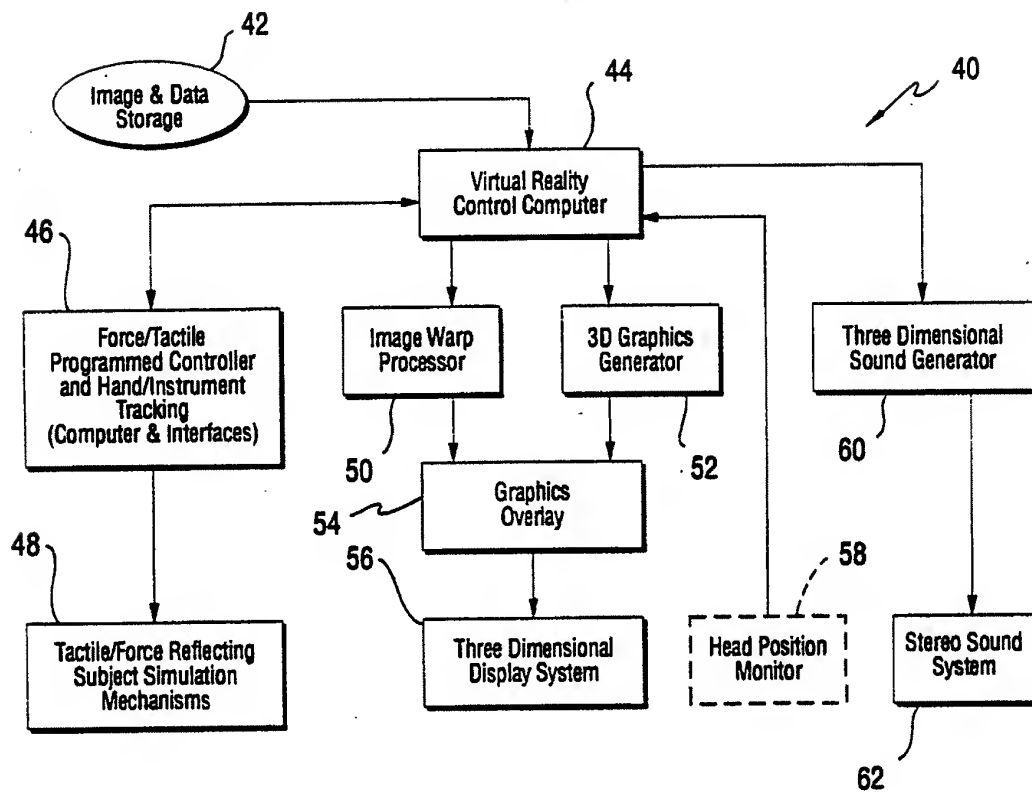 42
Image & Data
Storage
44
40
Virtual Reality
Control Computer
46
Force/Tactile
Programmed Controller
and Hand/Instrument
Tracking
(Computer & Interfaces)
Image Warp
Processor
50
3D Graphics
Generator
52
Three Dimensional
Sound Generator
60
54
Graphics
Overlay
48
Tactile/Force Reflecting
Subject Simulation
Mechanisms
56
Three Dimensional
Display System
58
Head Position
Monitor
Stereo Sound
System
62